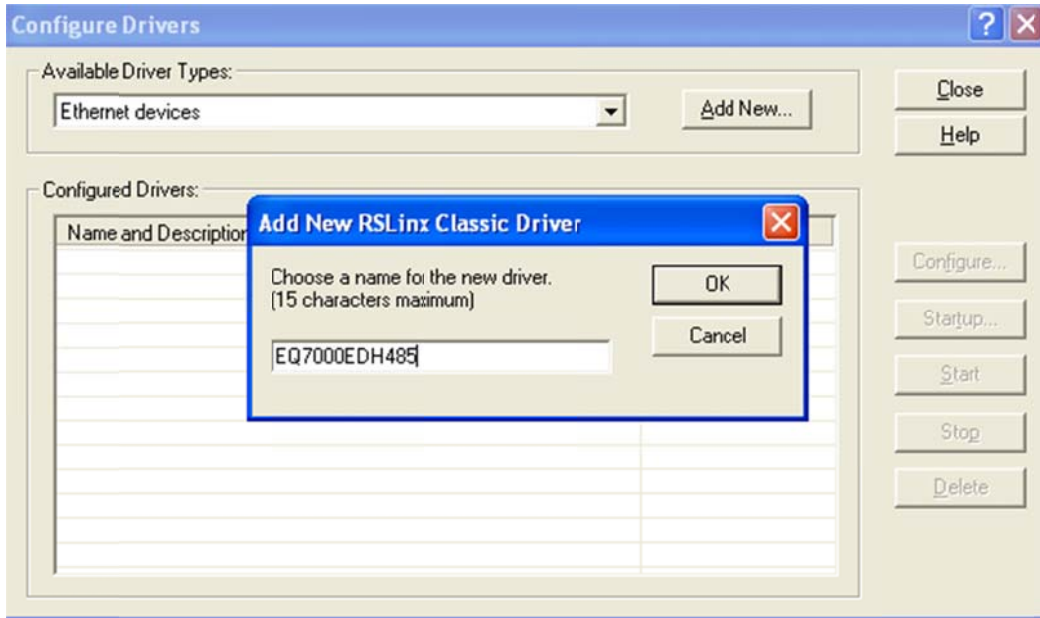 Configure Drivers
Available Driver Types:
Ethernet devices
Add New...
Close
Help
Configured Drivers:
Name and Description
Add New RSLinx Classic Driver
Choose a name for the new driver.
(15 characters maximum)
EQ7000EDH485
OK
Cancel
Configure...
Startup...
Start
Stop
Delete